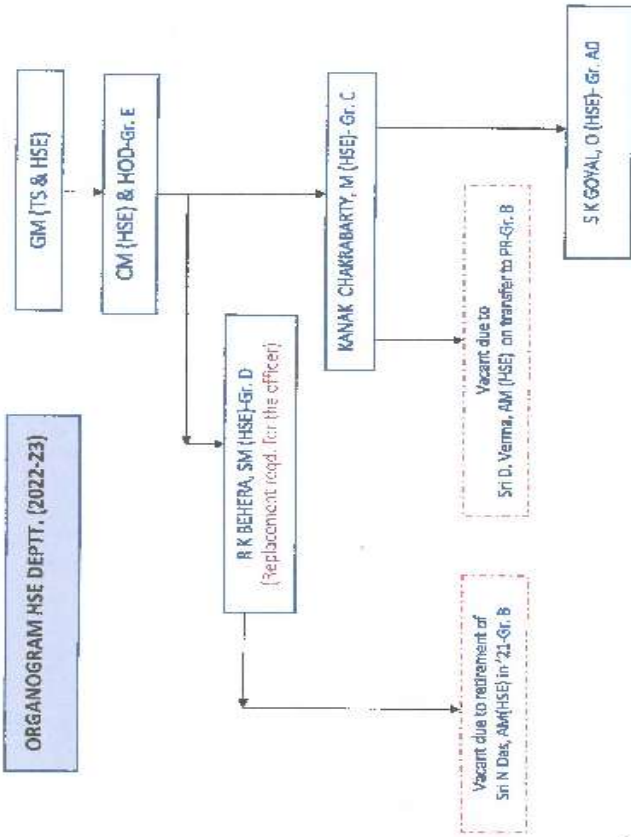 ORGANOGRAM HSE DEPTT. (2022-23)
GM (TS & HSE)
CM (HSE) & HOD-Gr. E
R K BEHERA, SM (HSE)-Gr. D
(Replacement reqd. for the officer)
KANAK CHAKRABARTY, M (HSE)- Gr. C
Vacant due to retirement of
Sri N Das, AM(HSE) in '21-Gr. B
Vacant due to
Sri D. Verma, AM (HSE) on transfer to PR-Gr. B
S K GOYAL, O (HSE)- Gr. AD